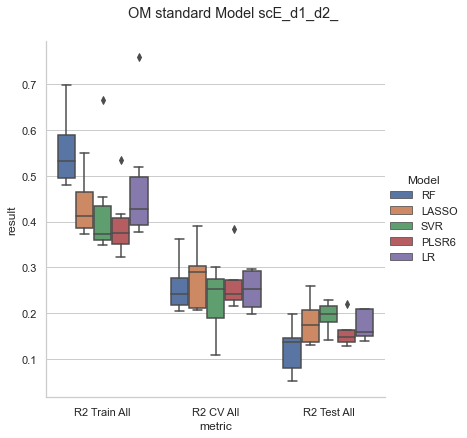 OM standard Model scE_d1_d2_
0.7
0.6
0.5
0.4
0.3
0.2
0.1
result
R2 Train All
R2 CV All
R2 Test All
metric
Model
RF
LASSO
SVR
PLSR6
LR